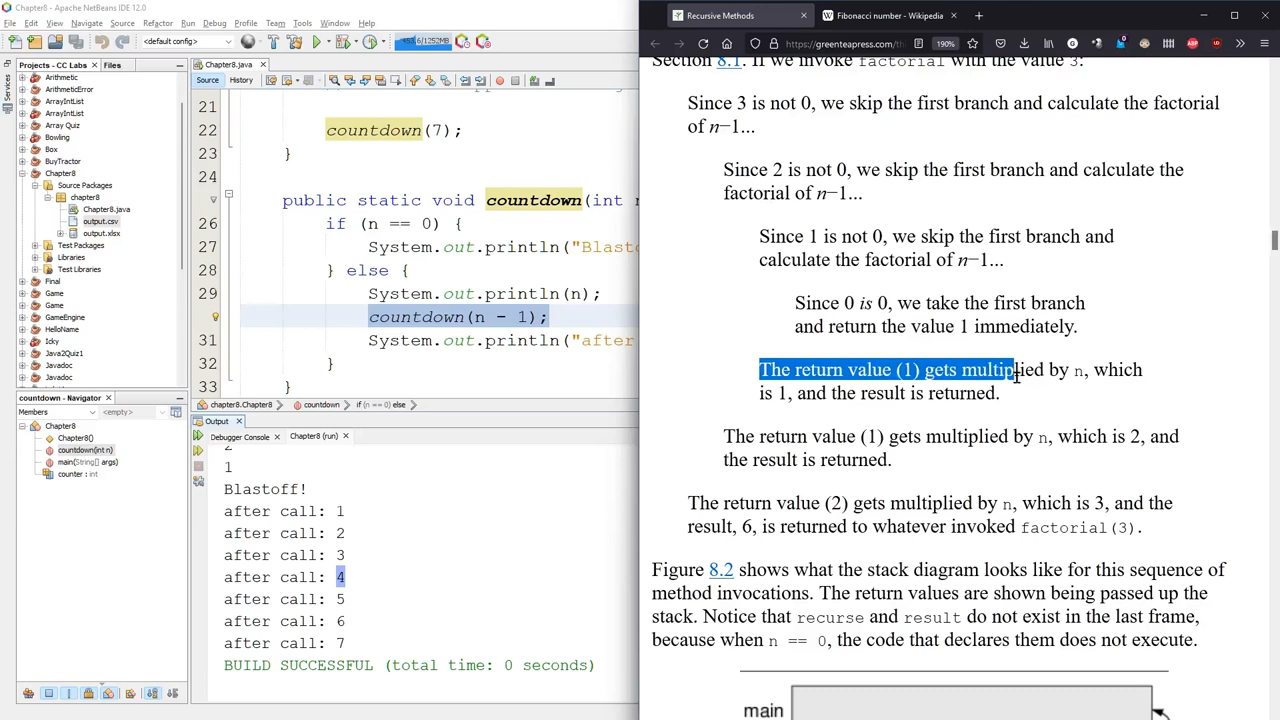 Chapter8 - Apache NetBeans IDE 12.0
File Edit View Navigate Source Refactor Run Debug Profile Team Tools Window Help
<default config>
/1252MB
Projects - CC Labs
Files
Services
Arithmetic
ArithmeticError
ArrayIntList
ArrayIntList
Array Quiz
Bowling
Box
BuyTractor
Chapter8
Source Packages
chapter8
Chapter8.java
output.csv
output.xlsx
Test Packages
Libraries
Test Libraries
Final
Game
Game
GameEngine
HelloName
Icky
Java2Quiz1
Javadoc
Javadoc
countdown - Navigator
Members <empty>
Chapter8
Chapter8()
countdown(int n)
main(String[] args)
counter : int
Chapter8.java
Source History
21
22 countdown(7);
23 }
24
public static void countdown(int n
26 if (n == 0) {
27 System.out.println("Blasto
28 } else {
29 System.out.println(n);
countdown(n - 1);
31 System.out.println("after
32 }
33 }
chapter8.Chapter8 countdown if (n == 0) else
Output
Debugger Console Chapter8 (run)
2
1
Blastoff!
after call: 1
after call: 2
after call: 3
after call: 4
after call: 5
after call: 6
after call: 7
BUILD SUCCESSFUL (total time: 0 seconds)
Recursive Methods
Fibonacci number - Wikipedia
https://greenteapress.com/th 190%
Section 8.1. If we invoke factorial with the value 3:
Since 3 is not 0, we skip the first branch and calculate the factorial
of n−1...
Since 2 is not 0, we skip the first branch and calculate the
factorial of n−1...
Since 1 is not 0, we skip the first branch and
calculate the factorial of n−1...
Since 0 is 0, we take the first branch
and return the value 1 immediately.
The return value (1) gets multiplied by n, which
is 1, and the result is returned.
The return value (1) gets multiplied by n, which is 2, and
the result is returned.
The return value (2) gets multiplied by n, which is 3, and the
result, 6, is returned to whatever invoked factorial(3).
Figure 8.2 shows what the stack diagram looks like for this sequence of
method invocations. The return values are shown being passed up the
stack. Notice that recurse and result do not exist in the last frame,
because when n == 0, the code that declares them does not execute.
main